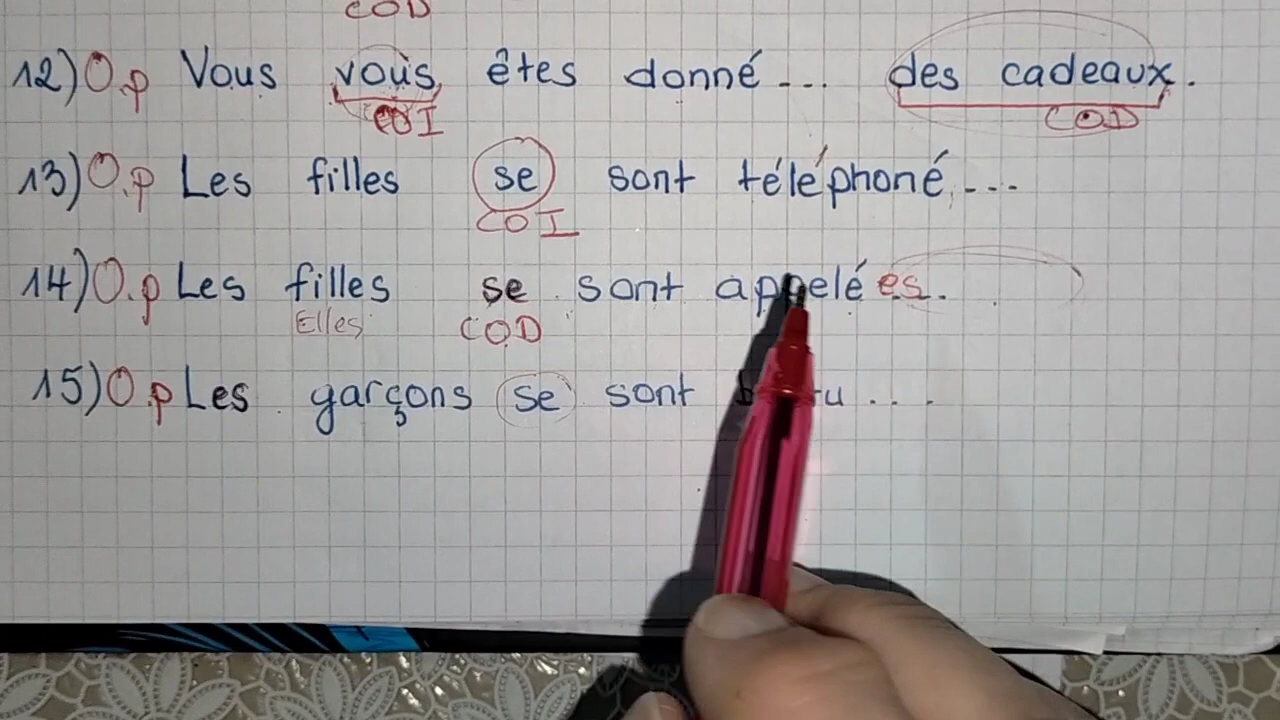 COD
12) O.p Vous vous êtes donné... des cadeaux.
COI COD
13) O.p Les filles se sont téléphoné...
COI
14) O.p Les filles se sont appelées.
Elles COD
15) O.p Les garçons se sont ...